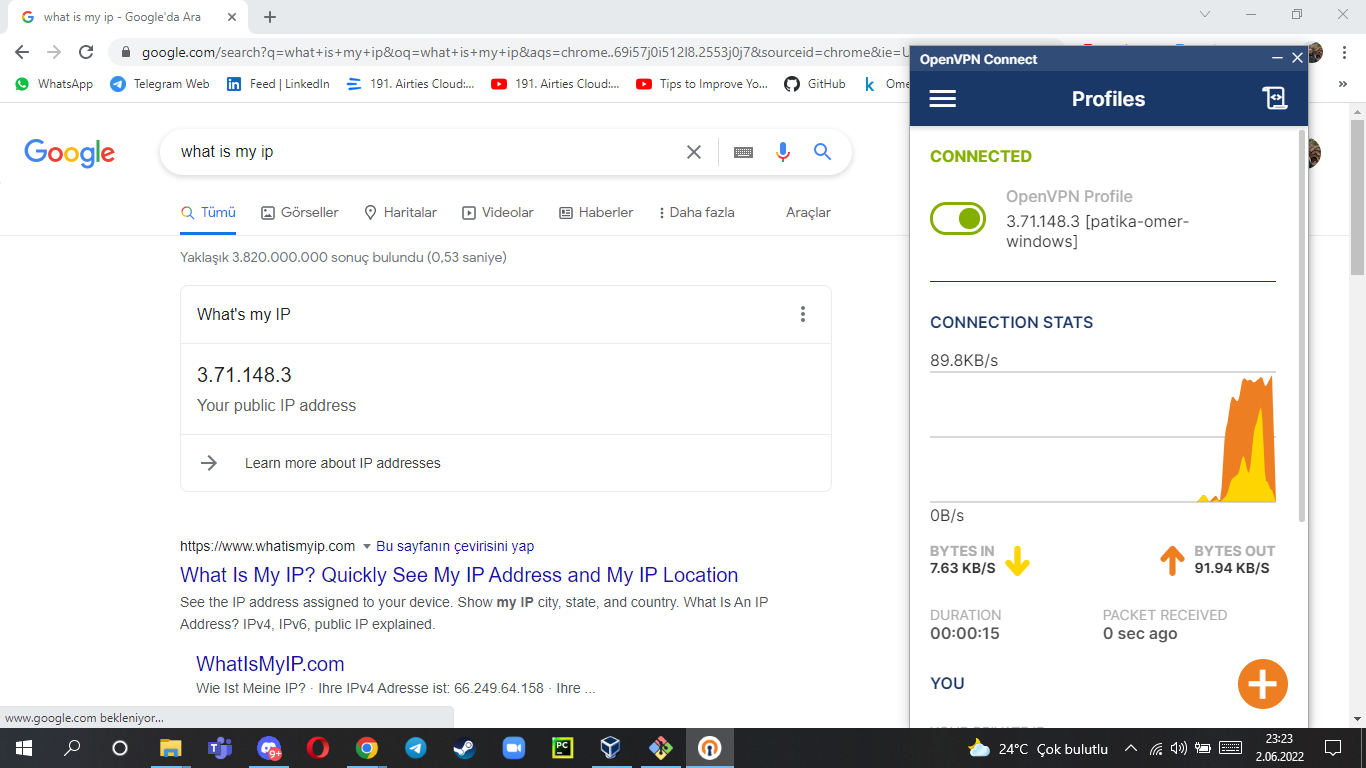 what is my ip - Google'da Ara
google.com/search?q=what+is+my+ip&oq=what+is+my+ip&aqs=chrome..69i57j0i512l8.2553j0j7&sourceid=chrome&ie=U
WhatsApp
Telegram Web
Feed | LinkedIn
191. Airties Cloud:...
191. Airties Cloud:...
Tips to Improve Yo...
GitHub
k
Ome
»
Google
what is my ip
Tümü
Görseller
Haritalar
Videolar
Haberler
Daha fazla
Araçlar
Yaklaşık 3.820.000.000 sonuç bulundu (0,53 saniye)
What's my IP
3.71.148.3
Your public IP address
Learn more about IP addresses
https://www.whatismyip.com
Bu sayfanın çevirisini yap
What Is My IP? Quickly See My IP Address and My IP Location
See the IP address assigned to your device. Show my IP city, state, and country. What Is An IP
Address? IPv4, IPv6, public IP explained.
WhatIsMyIP.com
Wie Ist Meine IP? · Ihre IPv4 Adresse ist: 66.249.64.158 · Ihre ...
www.google.com bekleniyor...
OpenVPN Connect
Profiles
CONNECTED
OpenVPN Profile
3.71.148.3 [patika-omer-
windows]
CONNECTION STATS
89.8KB/s
0B/s
BYTES IN
7.63 KB/S
BYTES OUT
91.94 KB/S
DURATION
00:00:15
PACKET RECEIVED
0 sec ago
YOU
9+
PC
24°C Çok bulutlu
23:23
2.06.2022